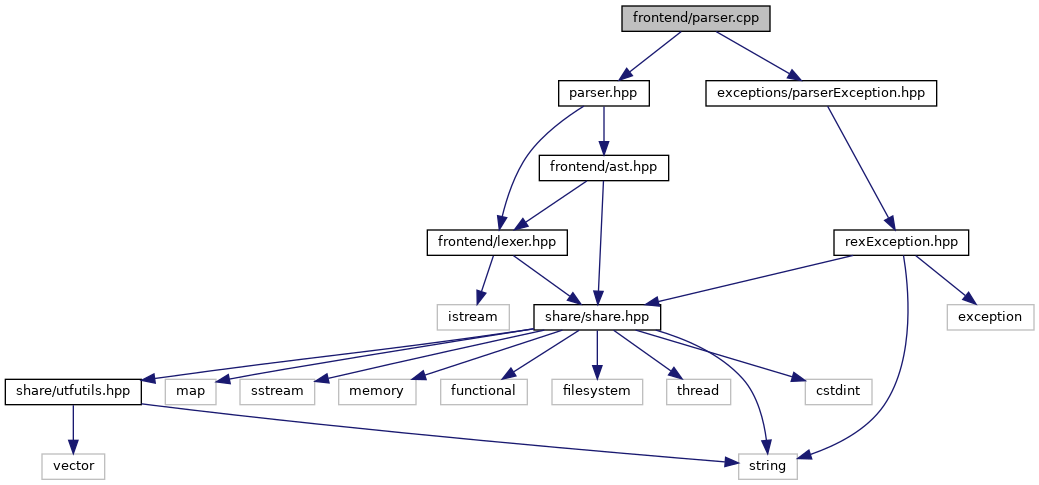 frontend/parser.cpp
parser.hpp
exceptions/parserException.hpp
frontend/ast.hpp
frontend/lexer.hpp
rexException.hpp
istream
share/share.hpp
exception
share/utfutils.hpp
map
sstream
memory
functional
filesystem
thread
cstdint
vector
string